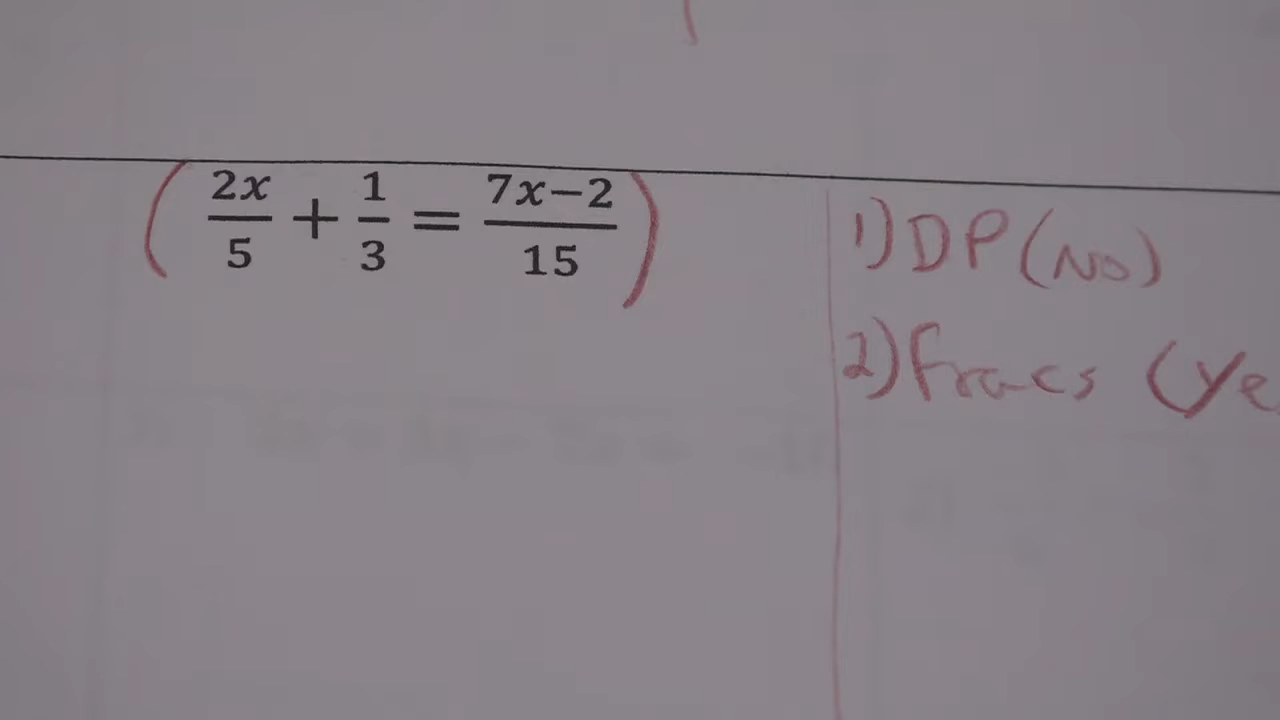 ( 2x/5 + 1/3 = 7x−2/15 )
1) DP (No)
2) Fracs (Ye